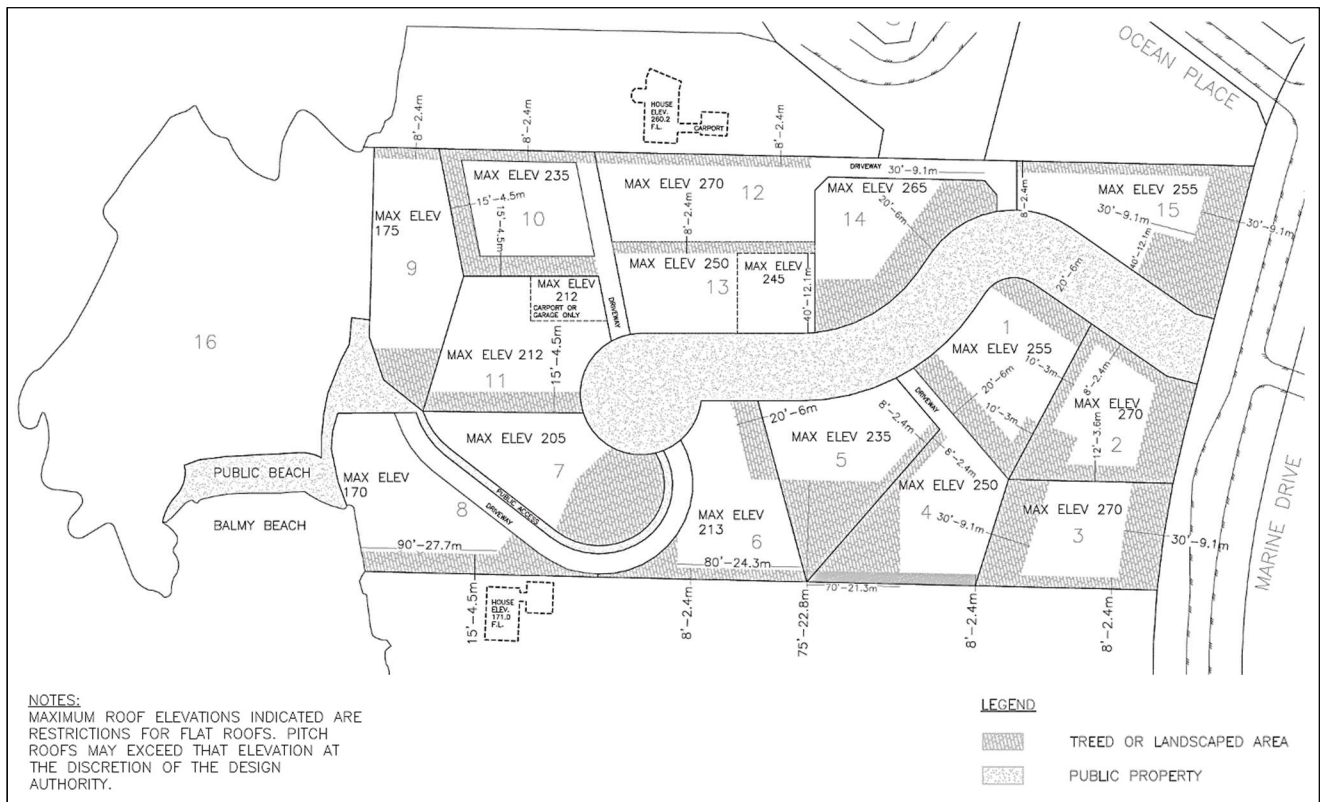 OCEAN PLACE
HOUSE
ELEV.
260.2
F.L.
CARPORT
8'-2.4m
8'-2.4m
8'-2.4m
DRIVEWAY
30'-9.1m
MAX ELEV 235
15'-4.5m
15'-4.5m
10
MAX ELEV 270
12
8'-2.4m
MAX ELEV 265
20'-6m
14
8'-2.4m
MAX ELEV 255
15
30'-9.1m
30'-9.1m
40'-12.1m
20'-6m
MAX ELEV
175
9
MAX ELEV 250
13
MAX ELEV
245
40'-12.1m
MAX ELEV
212
CARPORT OR
GARAGE ONLY
DRIVEWAY
16
MAX ELEV 212
15'-4.5m
11
1
MAX ELEV 255
10'-3m
20'-6m
10'-3m
8'-2.4m
MAX ELEV
270
12'-3.6m
2
DRIVEWAY
20'-6m
8'-2.4m
MAX ELEV 235
5
8'-2.4m
MAX ELEV 205
7
PUBLIC ACCESS
DRIVEWAY
PUBLIC BEACH
BALMY BEACH
MAX ELEV
170
8
90'-27.7m
MAX ELEV
213
6
80'-24.3m
MAX ELEV 250
4
30'-9.1m
MAX ELEV 270
3
30'-9.1m
70'-21.3m
15'-4.5m
HOUSE
ELEV.
171.0
F.L.
8'-2.4m
75'-22.8m
8'-2.4m
8'-2.4m
MARINE DRIVE
NOTES:
MAXIMUM ROOF ELEVATIONS INDICATED ARE
RESTRICTIONS FOR FLAT ROOFS. PITCH
ROOFS MAY EXCEED THAT ELEVATION AT
THE DISCRETION OF THE DESIGN
AUTHORITY.
LEGEND
TREED OR LANDSCAPED AREA
PUBLIC PROPERTY